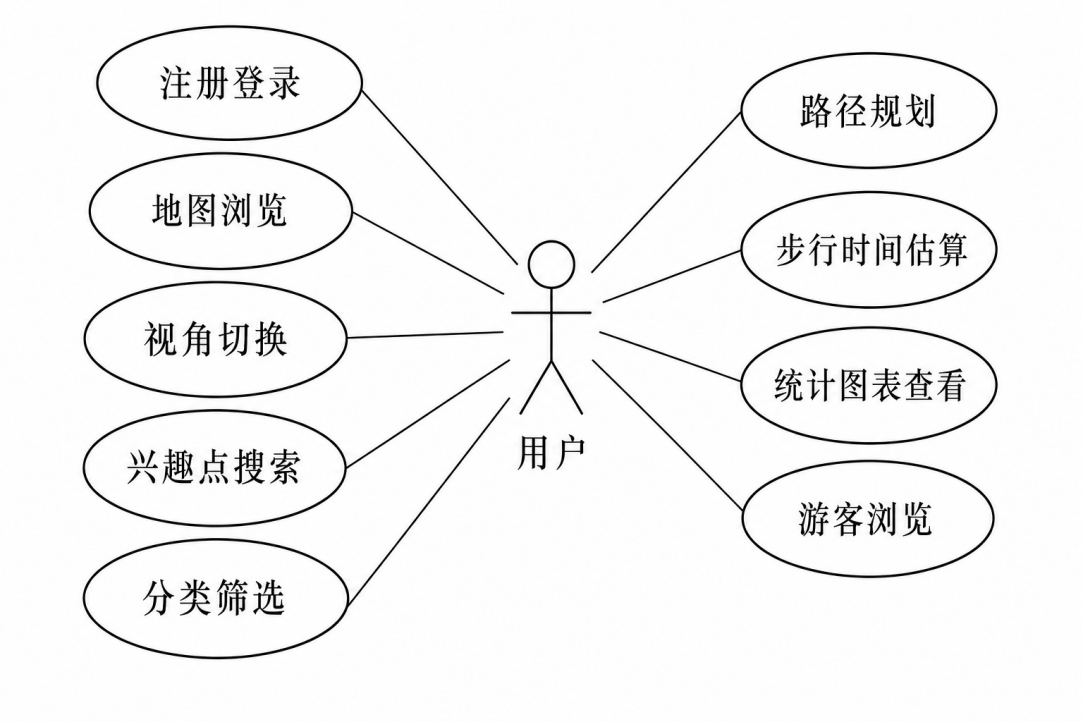 注册登录
地图浏览
视角切换
兴趣点搜索
分类筛选
用户
路径规划
步行时间估算
统计图表查看
游客浏览